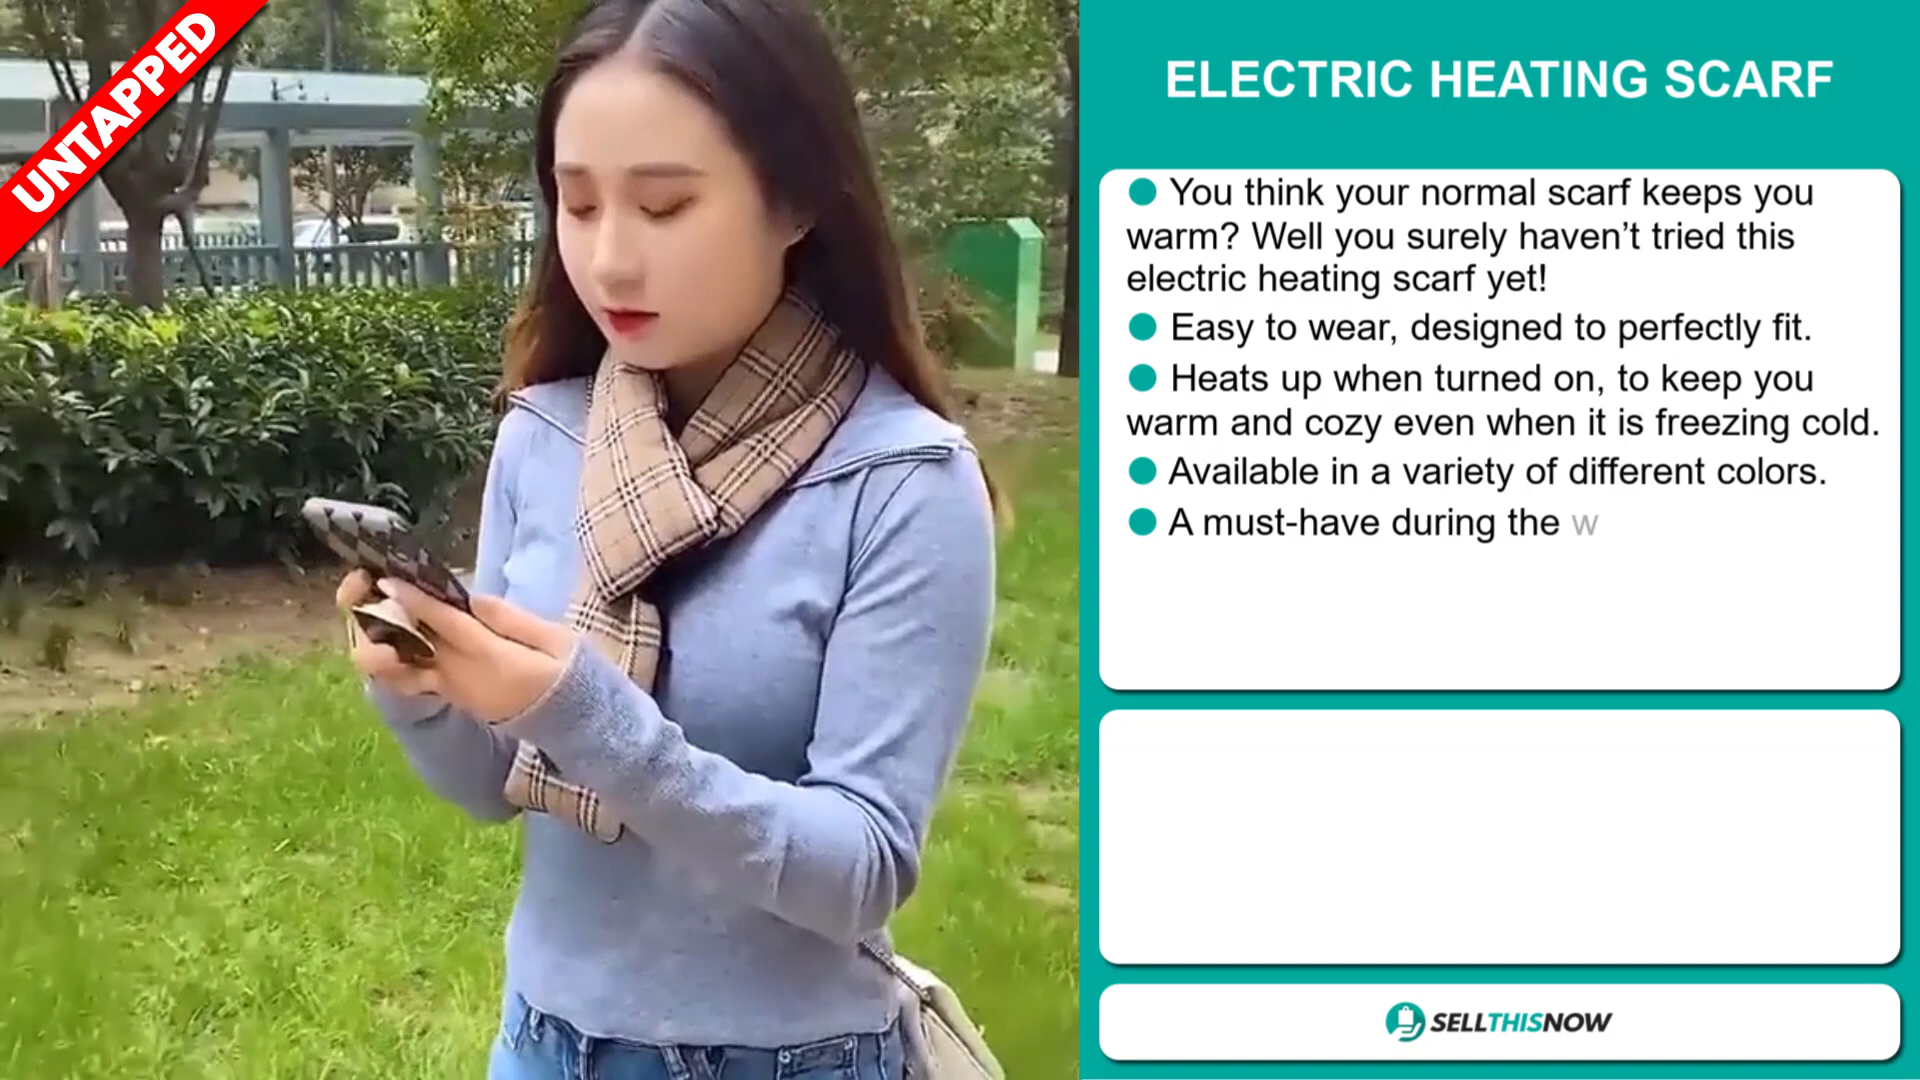 UNTAPPED
ELECTRIC HEATING SCARF
● You think your normal scarf keeps you
warm? Well you surely haven't tried this
electric heating scarf yet!
● Easy to wear, designed to perfectly fit.
● Heats up when turned on, to keep you
warm and cozy even when it is freezing cold.
● Available in a variety of different colors.
● A must-have during the w
SELLTHISNOW